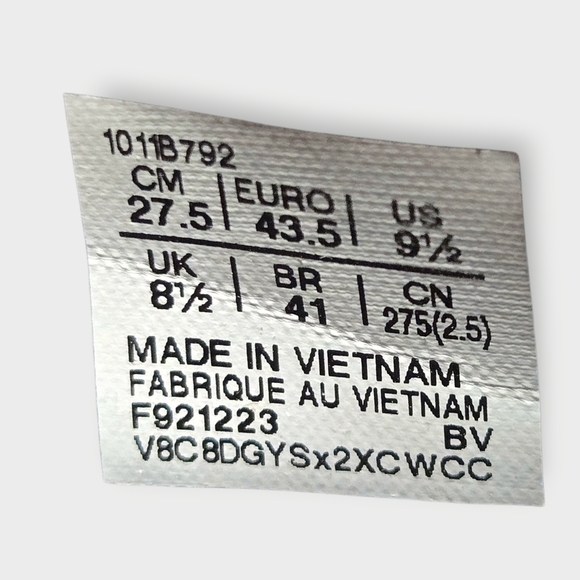 1011B792
CM | EURO | US
27.5 | 43.5 | 9½
UK | BR | CN
8½ | 41 | 275(2.5)
MADE IN VIETNAM
FABRIQUE AU VIETNAM
F921223 BV
V8C8DGYSx2XCWCC